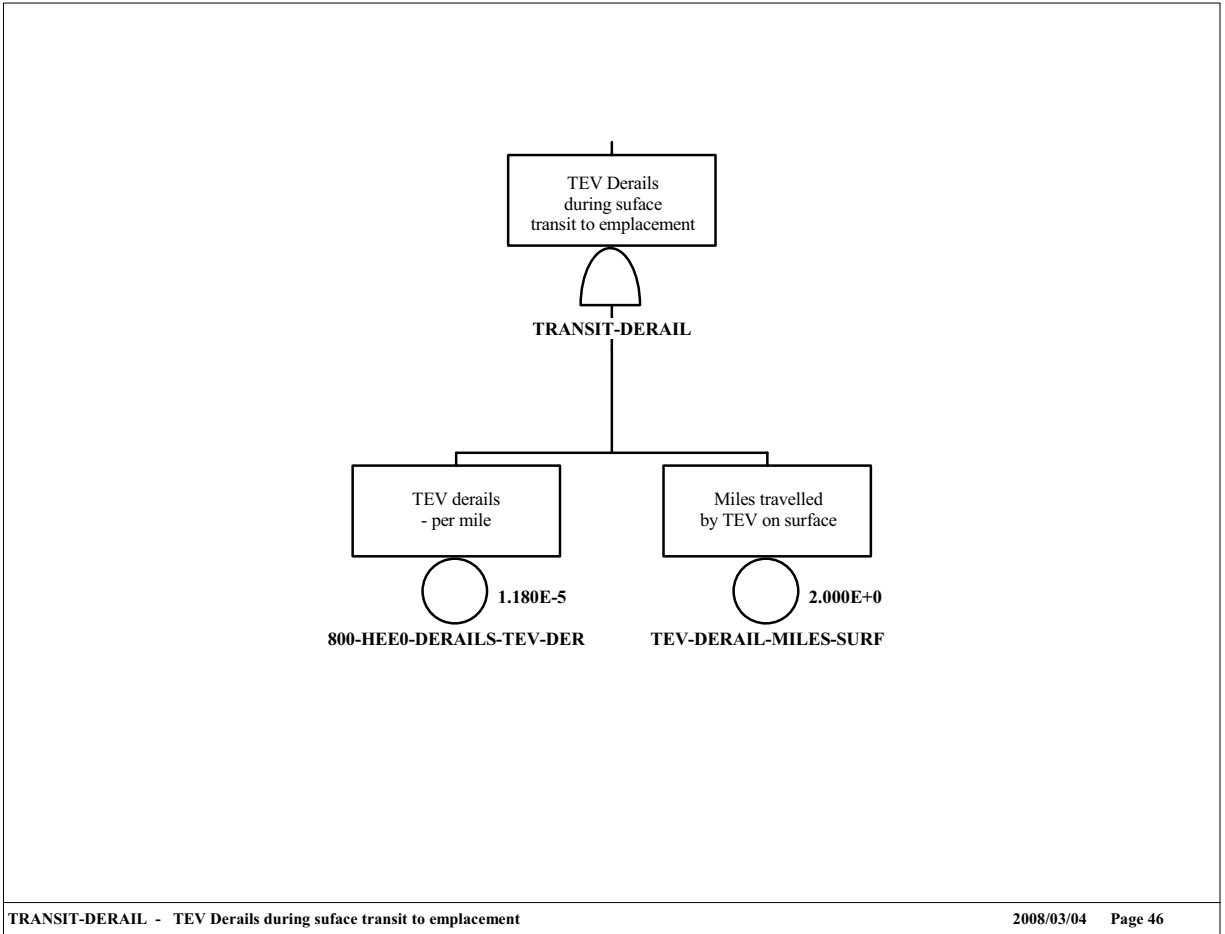 TEV Derails
during suface
transit to emplacement
TRANSIT-DERAIL
TEV derails
- per mile
1.180E-5
800-HEE0-DERAILS-TEV-DER
Miles travelled
by TEV on surface
2.000E+0
TEV-DERAIL-MILES-SURF
TRANSIT-DERAIL - TEV Derails during suface transit to emplacement
2008/03/04 Page 46